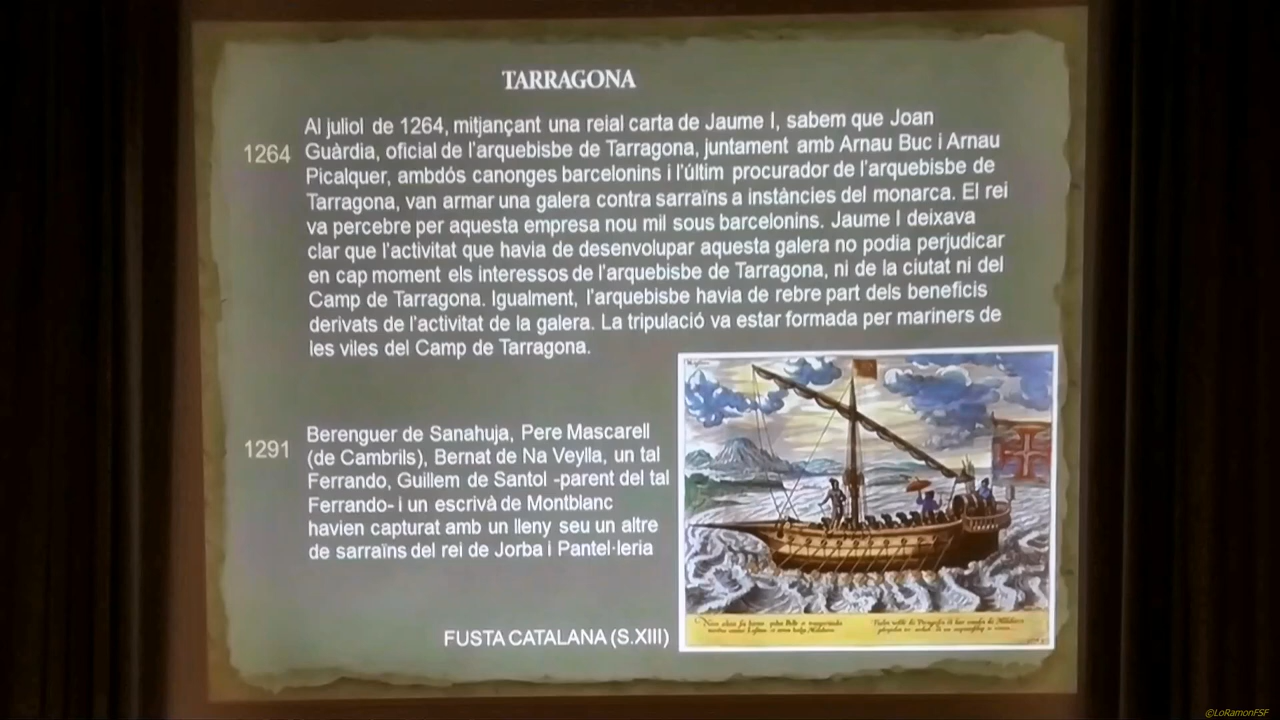 TARRAGONA
1264
Al juliol de 1264, mitjançant una reial carta de Jaume I, sabem que Joan
Guàrdia, oficial de l'arquebisbe de Tarragona, juntament amb Arnau Buc i Arnau
Picalquer, ambdós canonges barcelonins i l'últim procurador de l'arquebisbe de
Tarragona, van armar una galera contra sarraïns a instàncies del monarca. El rei
va percebre per aquesta empresa nou mil sous barcelonins. Jaume I deixava
clar que l'activitat que havia de desenvolupar aquesta galera no podia perjudicar
en cap moment els interessos de l'arquebisbe de Tarragona, ni de la ciutat ni del
Camp de Tarragona. Igualment, l'arquebisbe havia de rebre part dels beneficis
derivats de l'activitat de la galera. La tripulació va estar formada per mariners de
les viles del Camp de Tarragona.
1291
Berenguer de Sanahuja, Pere Mascarell
(de Cambrils), Bernat de Na Veylla, un tal
Ferrando, Guillem de Santol -parent del tal
Ferrando- i un escrivà de Montblanc
havien capturat amb un lleny seu un altre
de sarraïns del rei de Jorba i Pantel·leria
FUSTA CATALANA (S.XIII)
©LoRamonFSF